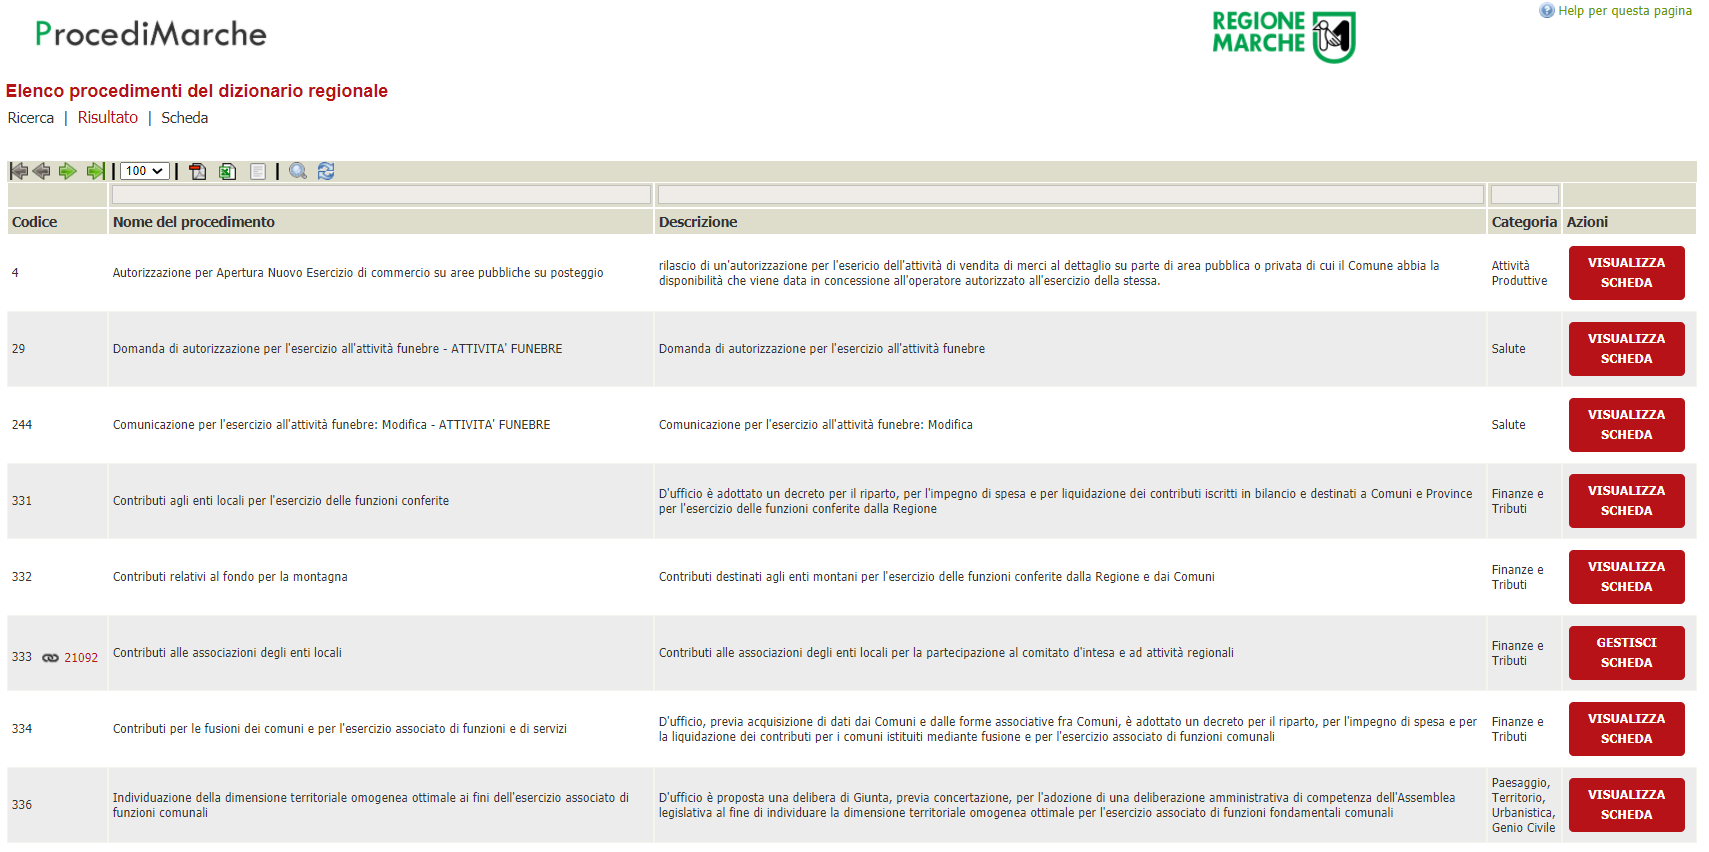 Help per questa pagina
ProcediMarche
REGIONE
MARCHE
Elenco procedimenti del dizionario regionale
Ricerca | Risultato | Scheda
100
Codice Nome del procedimento Descrizione Categoria Azioni
4 Autorizzazione per Apertura Nuovo Esercizio di commercio su aree pubbliche su posteggio
rilascio di un'autorizzazione per l'esericio dell'attività di vendita di merci al dettaglio su parte di area pubblica o privata di cui il Comune abbia la
disponibilità che viene data in concessione all'operatore autorizzato all'esercizio della stessa.
Attività
Produttive
VISUALIZZA
SCHEDA
29 Domanda di autorizzazione per l'esercizio all'attività funebre - ATTIVITA' FUNEBRE
Domanda di autorizzazione per l'esercizio all'attività funebre
Salute
VISUALIZZA
SCHEDA
244 Comunicazione per l'esercizio all'attività funebre: Modifica - ATTIVITA' FUNEBRE
Comunicazione per l'esercizio all'attività funebre: Modifica
Salute
VISUALIZZA
SCHEDA
331 Contributi agli enti locali per l'esercizio delle funzioni conferite
D'ufficio è adottato un decreto per il riparto, per l'impegno di spesa e per liquidazione dei contributi iscritti in bilancio e destinati a Comuni e Province
per l'esercizio delle funzioni conferite dalla Regione
Finanze e
Tributi
VISUALIZZA
SCHEDA
332 Contributi relativi al fondo per la montagna
Contributi destinati agli enti montani per l'esercizio delle funzioni conferite dalla Regione e dai Comuni
Finanze e
Tributi
VISUALIZZA
SCHEDA
333 21092 Contributi alle associazioni degli enti locali
Contributi alle associazioni degli enti locali per la partecipazione al comitato d'intesa e ad attività regionali
Finanze e
Tributi
GESTISCI
SCHEDA
334 Contributi per le fusioni dei comuni e per l'esercizio associato di funzioni e di servizi
D'ufficio, previa acquisizione di dati dai Comuni e dalle forme associative fra Comuni, è adottato un decreto per il riparto, per l'impegno di spesa e per
la liquidazione dei contributi per i comuni istituiti mediante fusione e per l'esercizio associato di funzioni comunali
Finanze e
Tributi
VISUALIZZA
SCHEDA
336 Individuazione della dimensione territoriale omogenea ottimale ai fini dell'esercizio associato di
funzioni comunali
D'ufficio è proposta una delibera di Giunta, previa concertazione, per l'adozione di una deliberazione amministrativa di competenza dell'Assemblea
legislativa al fine di individuare la dimensione territoriale omogenea ottimale per l'esercizio associato di funzioni fondamentali comunali
Paesaggio,
Territorio,
Urbanistica,
Genio Civile
VISUALIZZA
SCHEDA